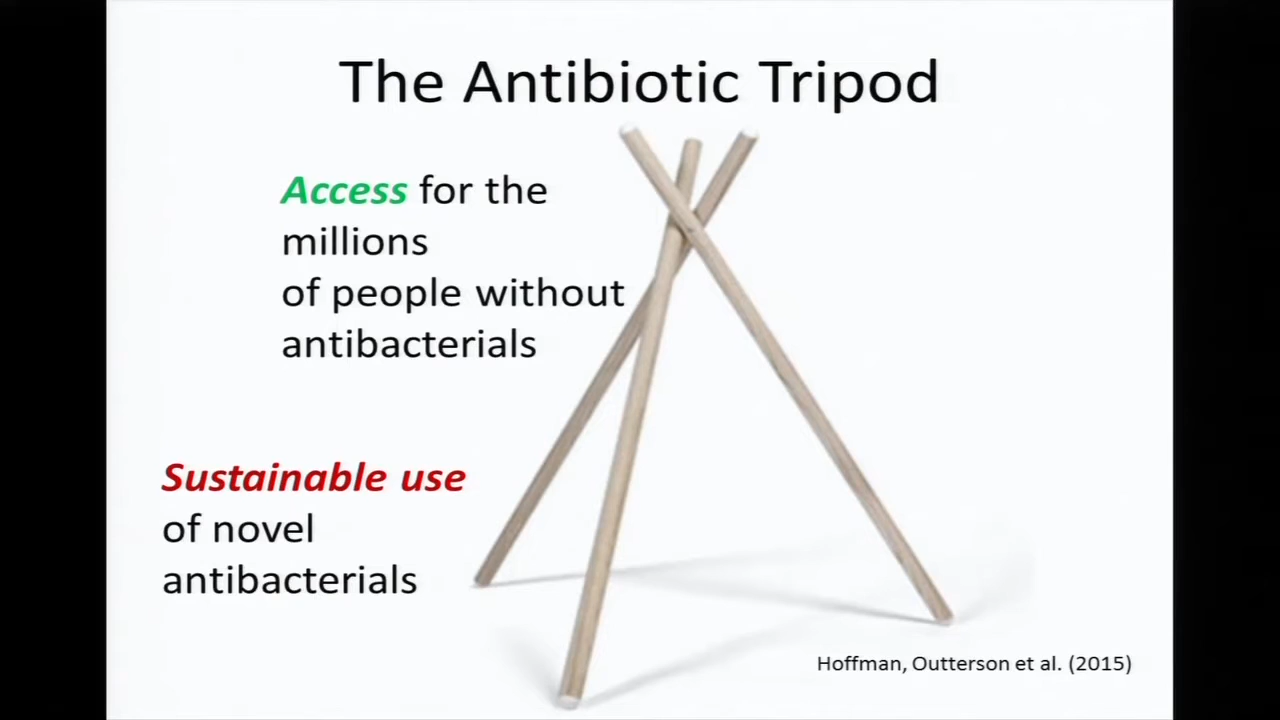 The Antibiotic Tripod
Access for the
millions
of people without
antibacterials
Sustainable use
of novel
antibacterials
Hoffman, Outterson et al. (2015)